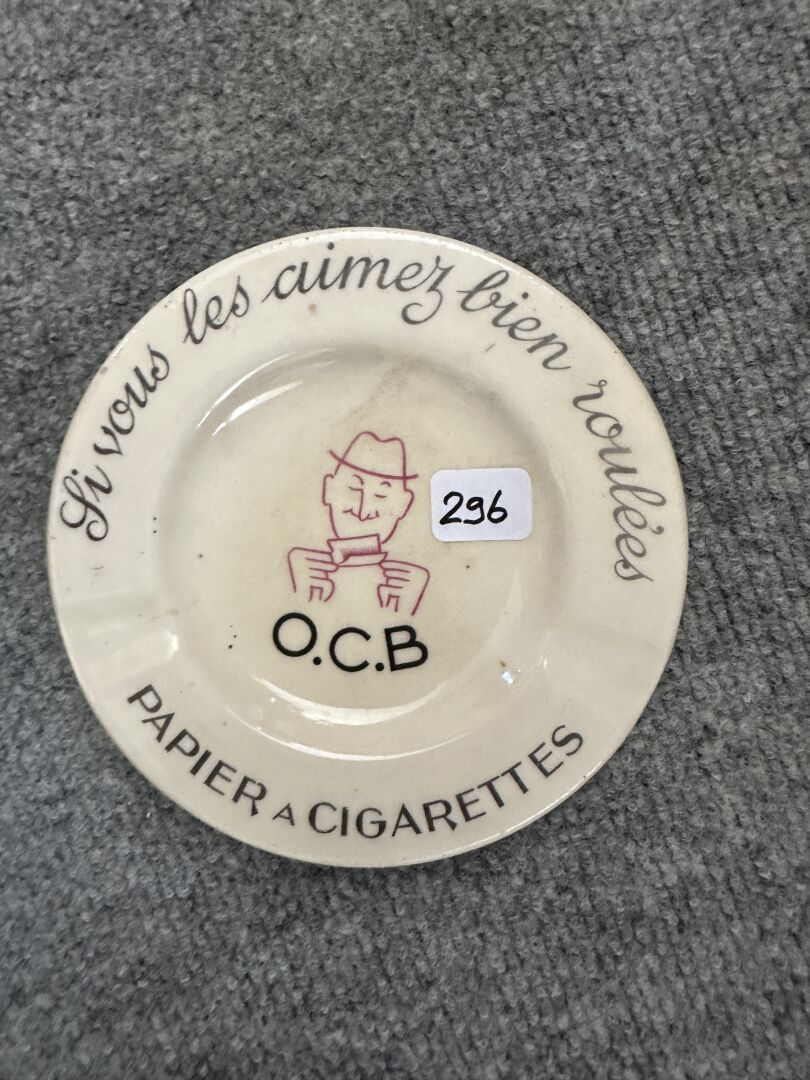 Si vous les aimez bien roulées
296
O.C.B
PAPIER A CIGARETTES